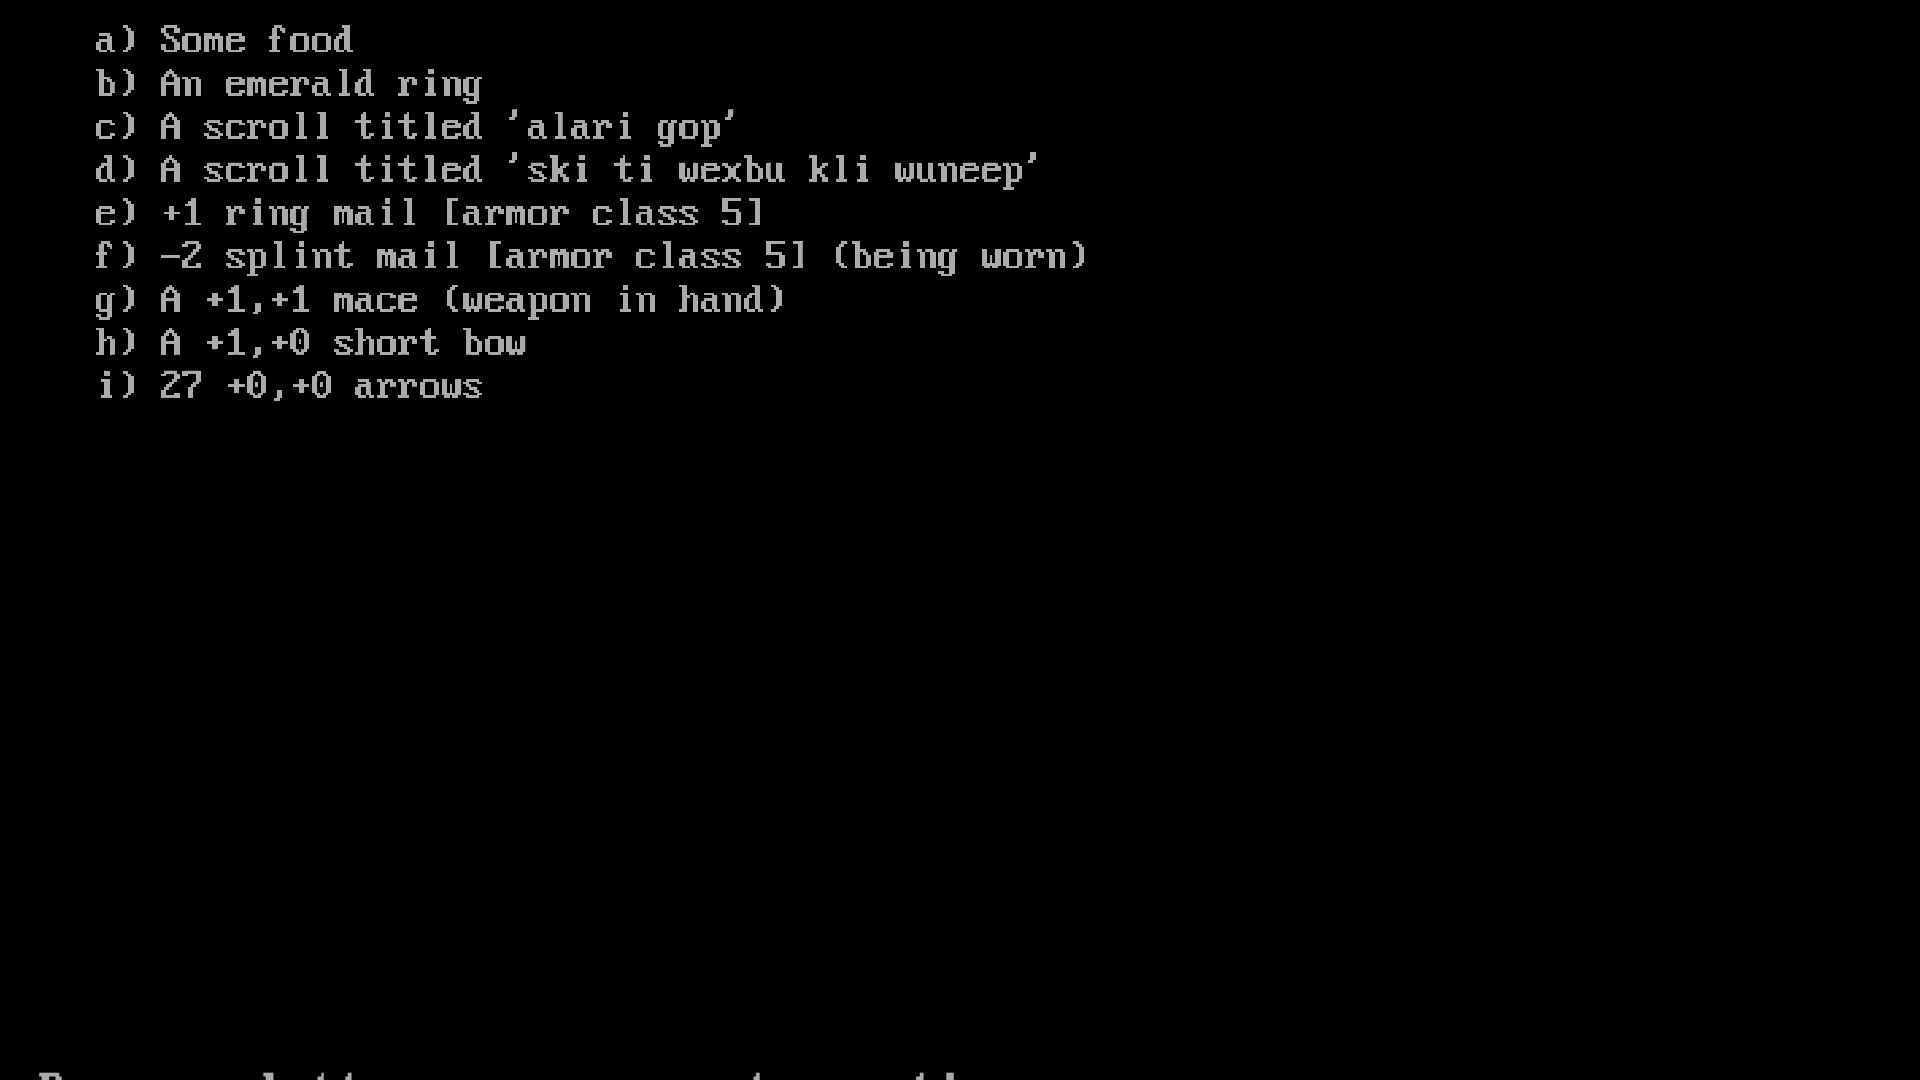 a) Some food
b) An emerald ring
c) A scroll titled 'alari gop'
d) A scroll titled 'ski ti wexbu kli wuneep'
e) +1 ring mail [armor class 5]
f) -2 splint mail [armor class 5] (being worn)
g) A +1,+1 mace (weapon in hand)
h) A +1,+0 short bow
i) 27 +0,+0 arrows